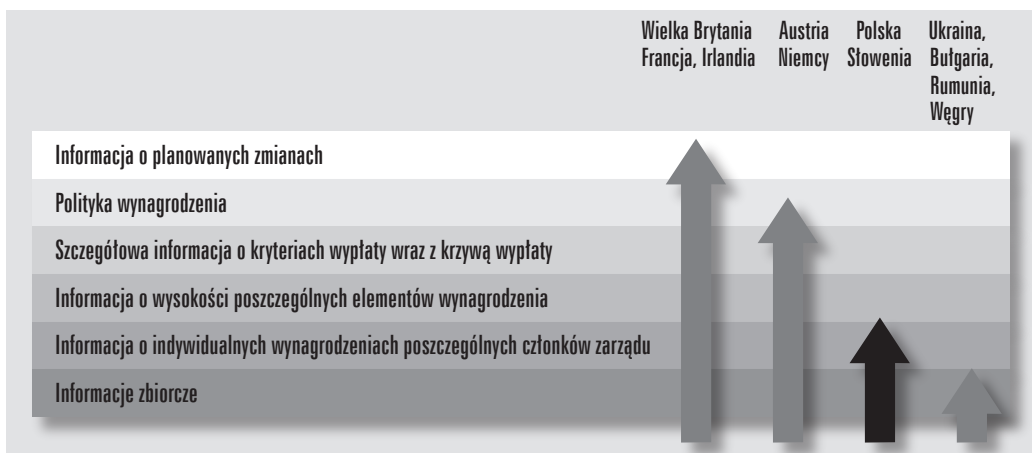 Wielka Brytania
Francja, Irlandia
Austria
Niemcy
Polska
Słowenia
Ukraina,
Bułgaria,
Rumunia,
Węgry
Informacja o planowanych zmianach
Polityka wynagrodzenia
Szczegółowa informacja o kryteriach wypłaty wraz z krzywą wypłaty
Informacja o wysokości poszczególnych elementów wynagrodzenia
Informacja o indywidualnych wynagrodzeniach poszczególnych członków zarządu
Informacje zbiorcze